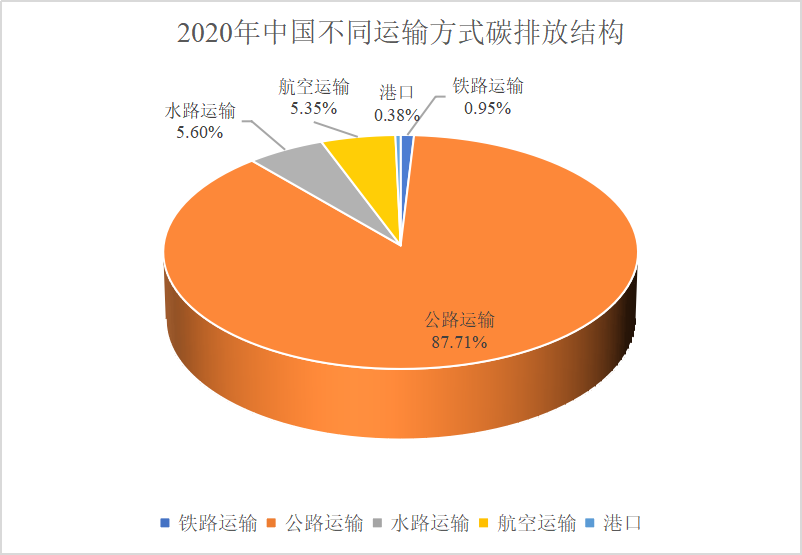 2020年中国不同运输方式碳排放结构
航空运输
5.35%
港口
0.38%
铁路运输
0.95%
水路运输
5.60%
公路运输
87.71%
铁路运输 公路运输 水路运输 航空运输 港口